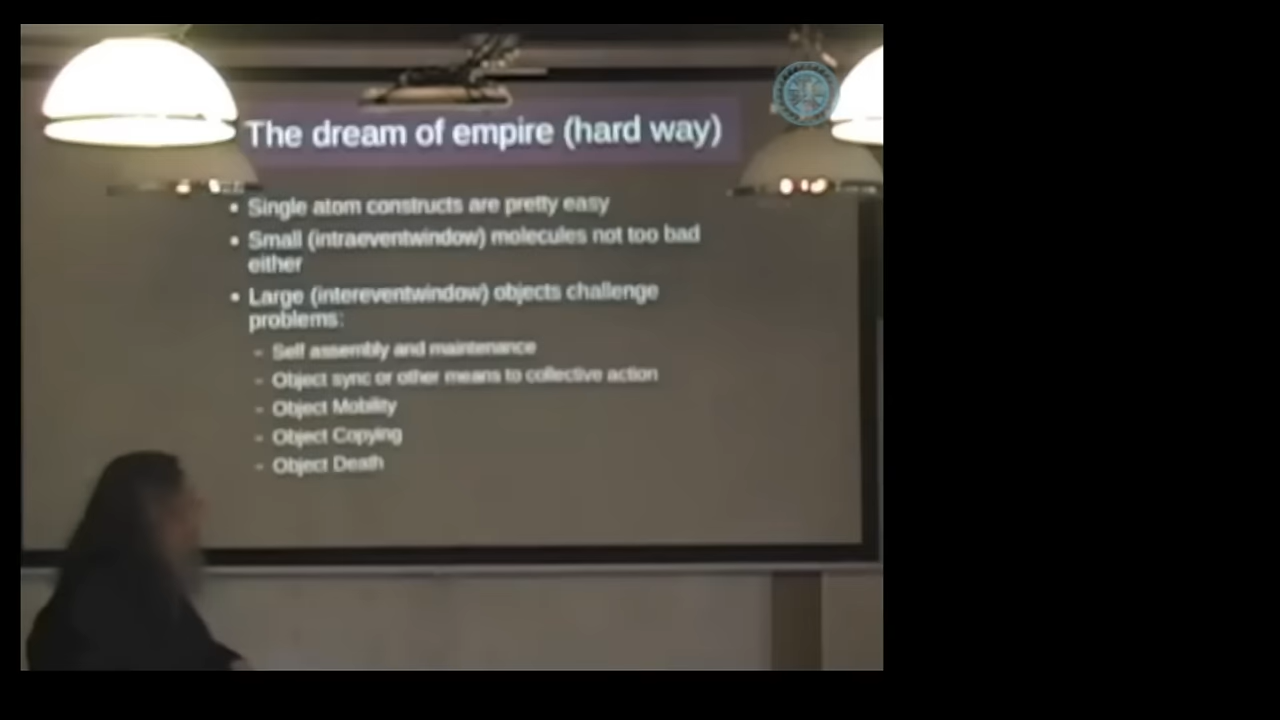 The dream of empire (hard way)
• Single atom constructs are pretty easy
• Small (intraeventwindow) molecules not too bad
either
• Large (intereventwindow) objects challenge
problems:
- Self assembly and maintenance
- Object sync or other means to collective action
- Object Mobility
- Object Copying
- Object Death